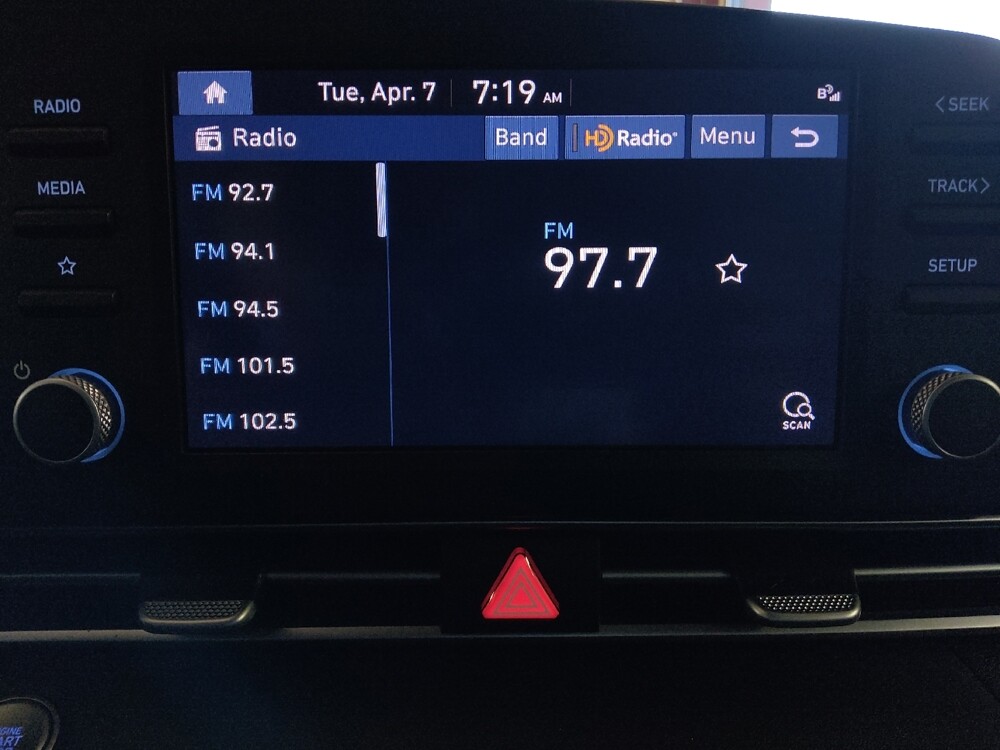 Tue, Apr. 7 7:19 AM
RADIO
<SEEK
Radio Band HD Radio® Menu
MEDIA
TRACK>
FM 92.7
FM 94.1
FM 94.5
FM 101.5
FM 102.5
FM
97.7
SETUP
SCAN